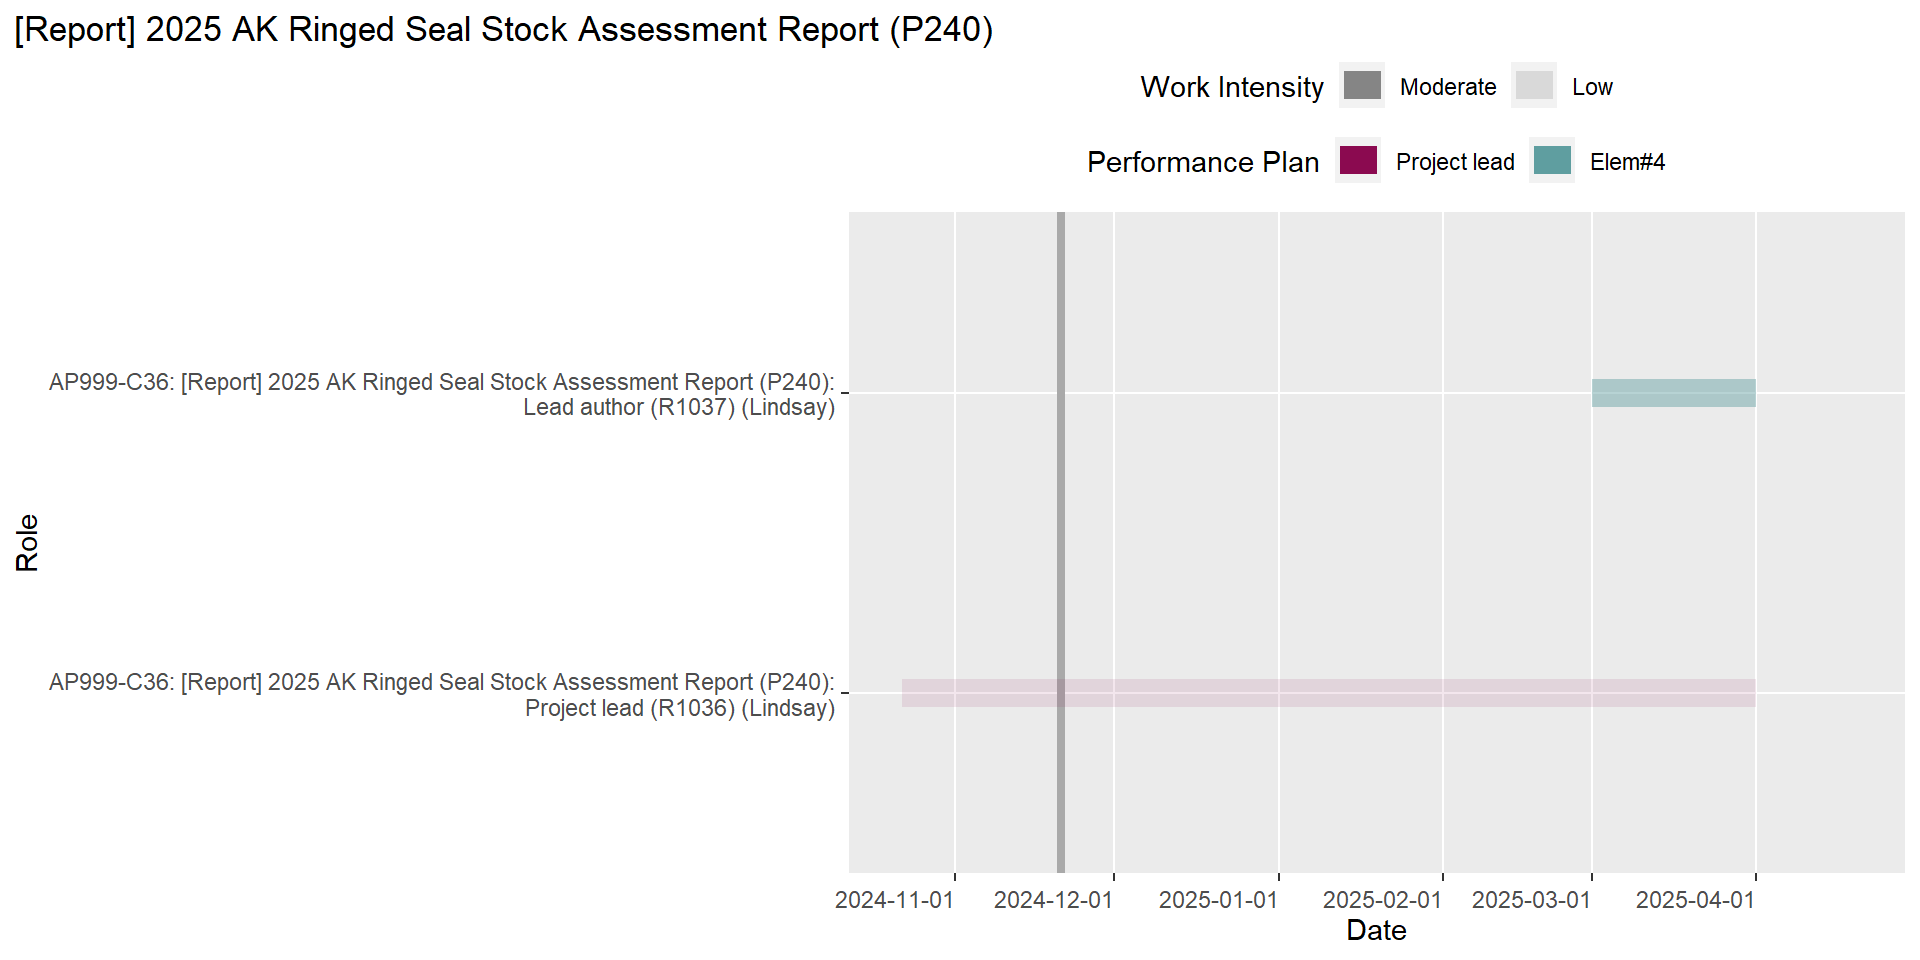 [Report] 2025 AK Ringed Seal Stock Assessment Report (P240)
Work Intensity Moderate Low
Performance Plan Project lead Elem#4
AP999-C36: [Report] 2025 AK Ringed Seal Stock Assessment Report (P240):
Lead author (R1037) (Lindsay)
Role
AP999-C36: [Report] 2025 AK Ringed Seal Stock Assessment Report (P240):
Project lead (R1036) (Lindsay)
2024-11-01 2024-12-01 2025-01-01 2025-02-01 2025-03-01 2025-04-01
Date